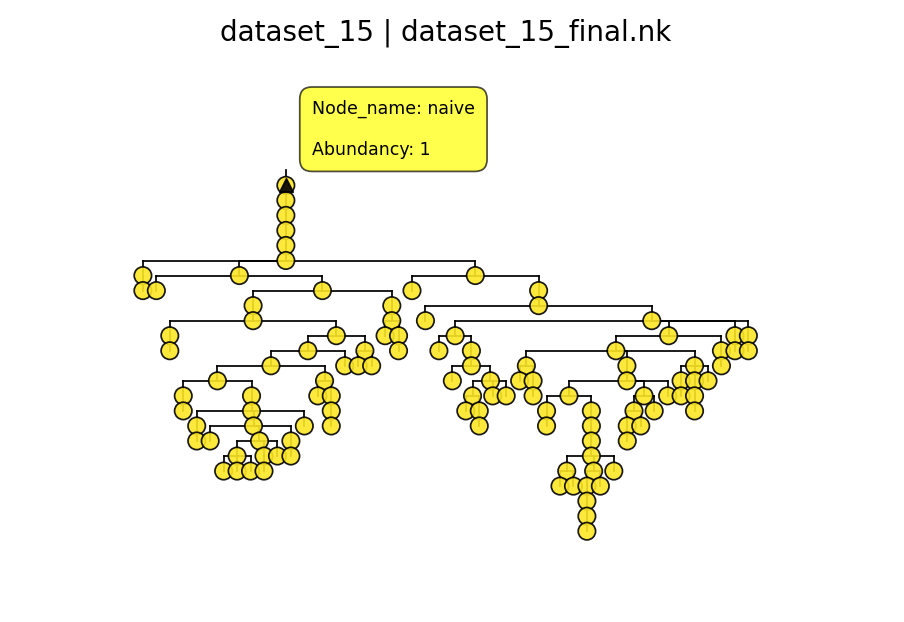 dataset_15 | dataset_15_final.nk
Node_name: naive
Abundancy: 1